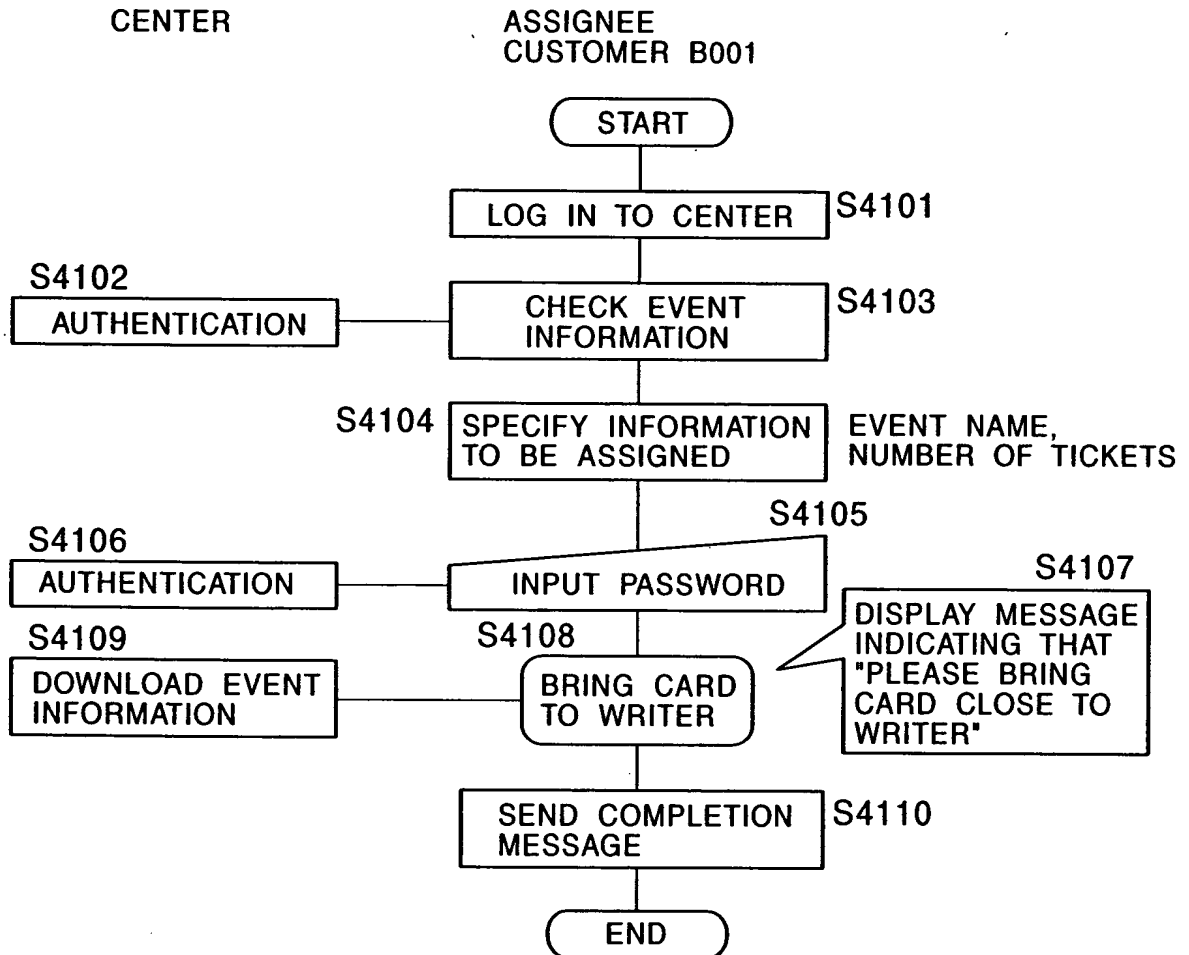 CENTER
ASSIGNEE
CUSTOMER B001
START
LOG IN TO CENTER
S4101
S4102
AUTHENTICATION
CHECK EVENT
INFORMATION
S4103
S4104
SPECIFY INFORMATION
TO BE ASSIGNED
EVENT NAME,
NUMBER OF TICKETS
S4105
S4106
AUTHENTICATION
INPUT PASSWORD
S4107
DISPLAY MESSAGE
INDICATING THAT
"PLEASE BRING
CARD CLOSE TO
WRITER"
S4108
S4109
DOWNLOAD EVENT
INFORMATION
BRING CARD
TO WRITER
SEND COMPLETION
MESSAGE
S4110
END